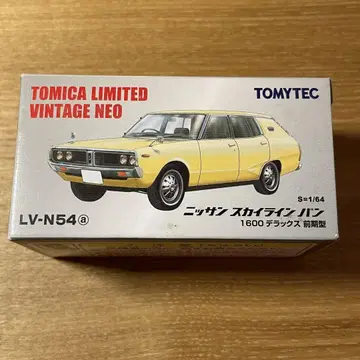 TOMICA LIMITED
VINTAGE NEO
TOMYTEC
S=1/64
LV-N54ⓐ
ニッサン スカイライン バン
1600 デラックス 前期型